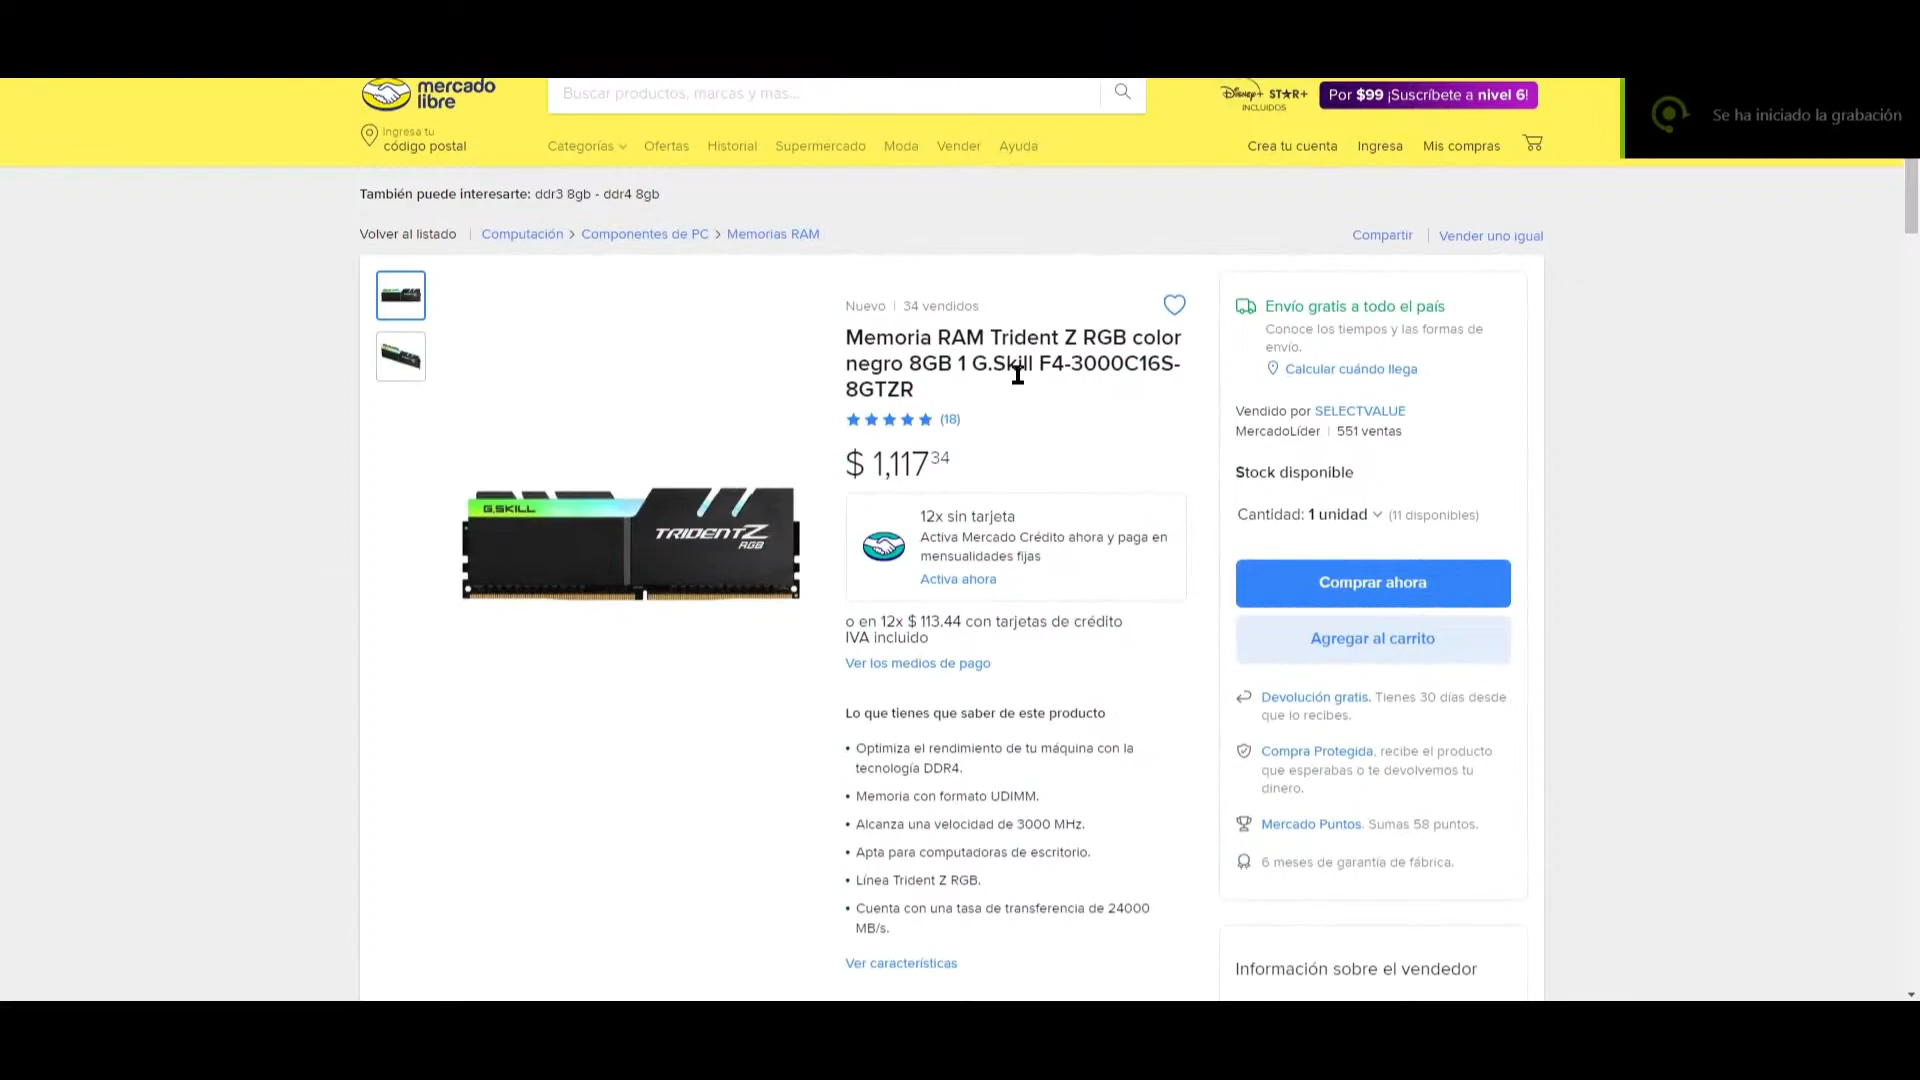 mercado
libre
Buscar productos, marcas y más...
Disney+ STAR+
INCLUIDOS
Por $99 ¡Suscríbete a nivel 6!
Se ha iniciado la grabación
Ingresa tu
código postal
Categorías
Ofertas
Historial
Supermercado
Moda
Vender
Ayuda
Crea tu cuenta
Ingresa
Mis compras
También puede interesarte: ddr3 8gb - ddr4 8gb
Volver al listado | Computación > Componentes de PC > Memorias RAM
Compartir | Vender uno igual
Nuevo | 34 vendidos
Memoria RAM Trident Z RGB color
negro 8GB 1 G.Skill F4-3000C16S-
8GTZR
(18)
$ 1,117 34
G.SKILL
TRIDENTZ
RGB
12x sin tarjeta
Activa Mercado Crédito ahora y paga en
mensualidades fijas
Activa ahora
o en 12x $ 113.44 con tarjetas de crédito
IVA incluido
Ver los medios de pago
Lo que tienes que saber de este producto
• Optimiza el rendimiento de tu máquina con la
tecnología DDR4.
• Memoria con formato UDIMM.
• Alcanza una velocidad de 3000 MHz.
• Apta para computadoras de escritorio.
• Línea Trident Z RGB.
• Cuenta con una tasa de transferencia de 24000
MB/s.
Ver características
Envío gratis a todo el país
Conoce los tiempos y las formas de
envío.
Calcular cuándo llega
Vendido por SELECTVALUE
MercadoLíder | 551 ventas
Stock disponible
Cantidad: 1 unidad (11 disponibles)
Comprar ahora
Agregar al carrito
Devolución gratis. Tienes 30 días desde
que lo recibes.
Compra Protegida, recibe el producto
que esperabas o te devolvemos tu
dinero.
Mercado Puntos. Sumas 58 puntos.
6 meses de garantía de fábrica.
Información sobre el vendedor